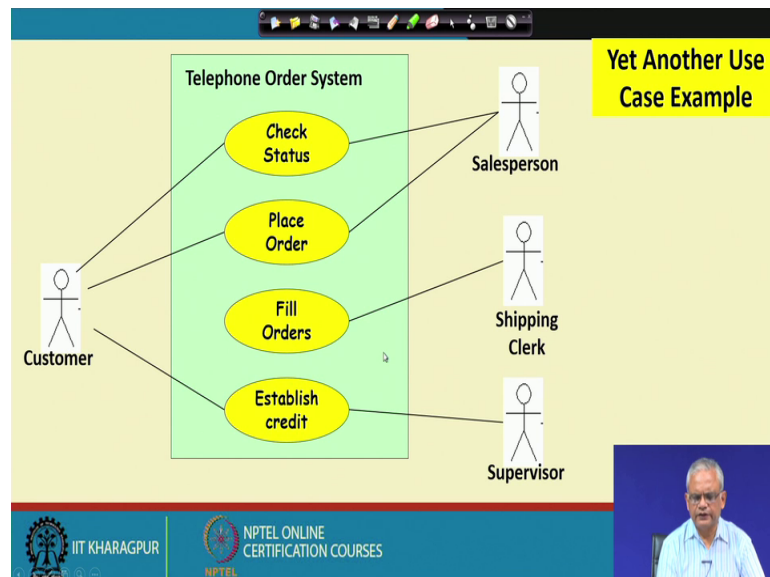 Yet Another Use
Case Example
Telephone Order System
Check
Status
Salesperson
Place
Order
Fill
Orders
Shipping
Clerk
Customer
Establish
credit
Supervisor
IIT KHARAGPUR
NPTEL
NPTEL ONLINE
CERTIFICATION COURSES